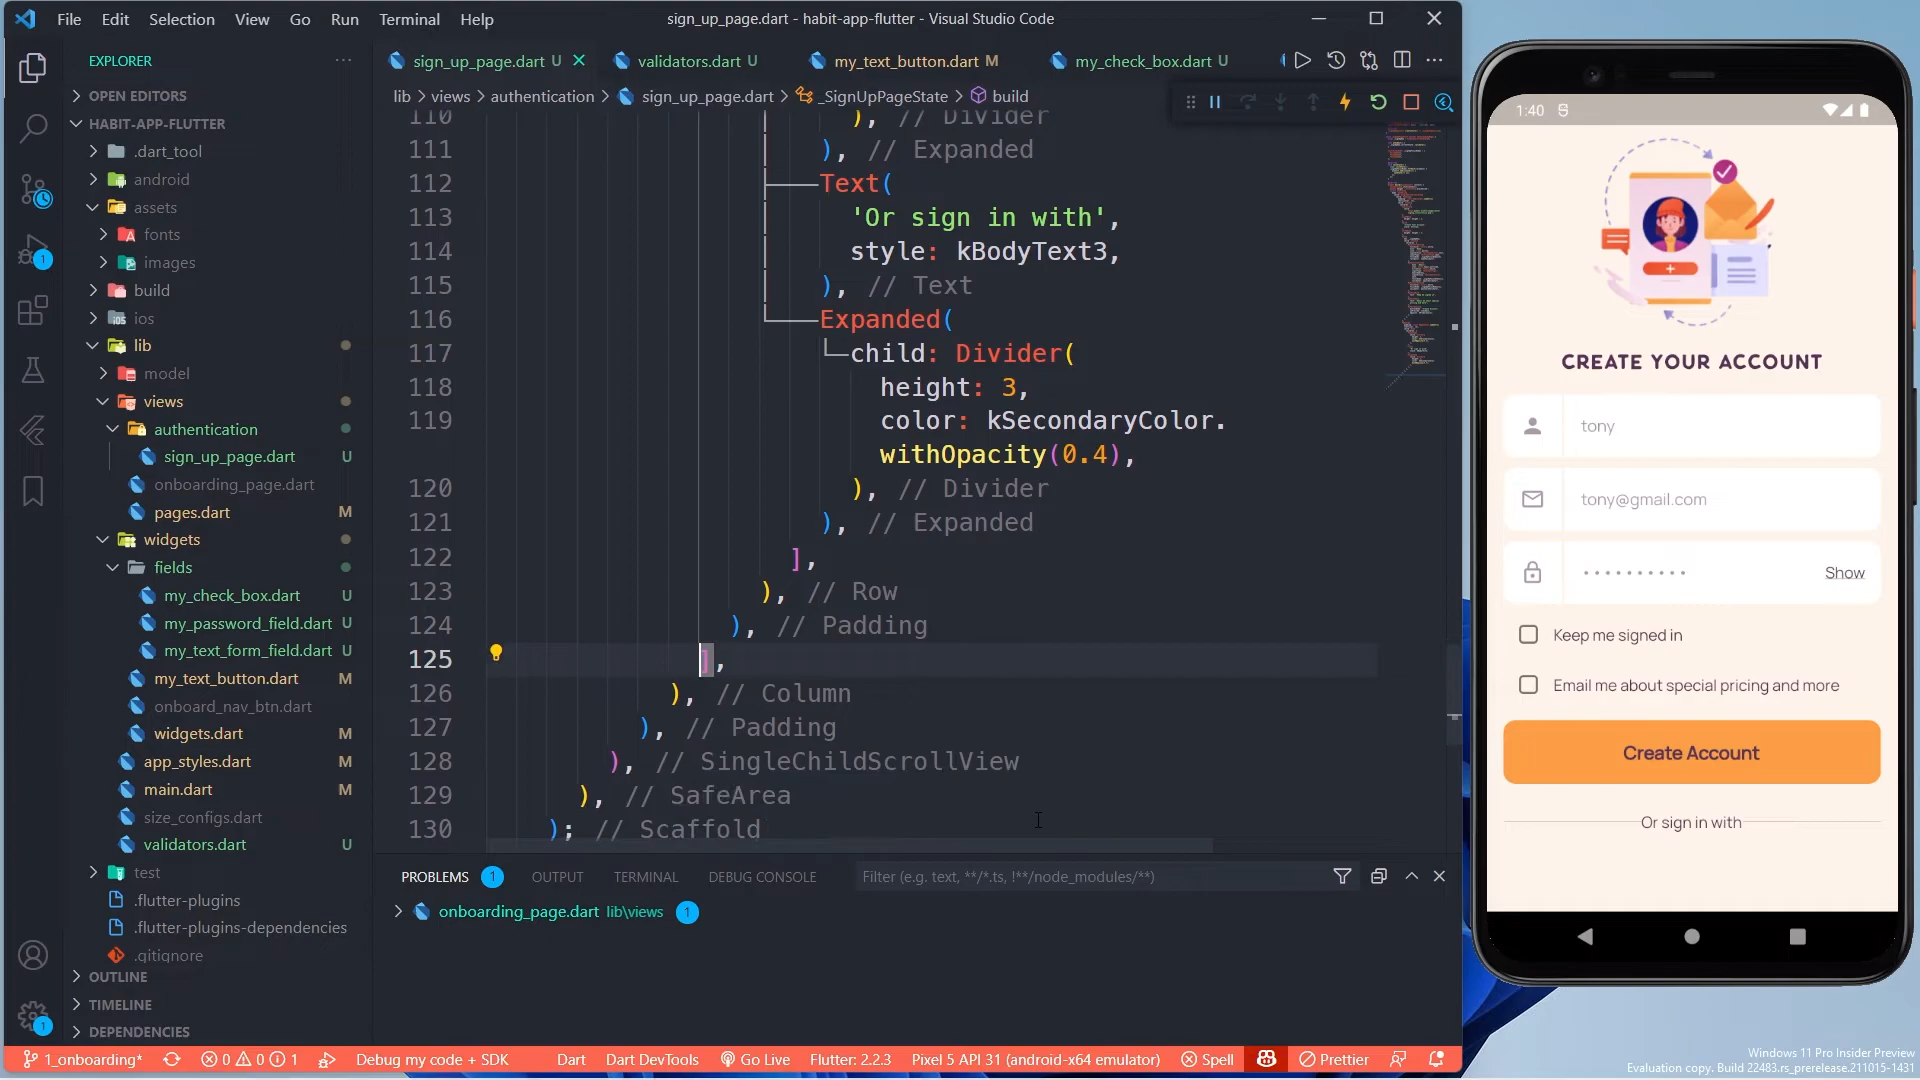 File Edit Selection View Go Run Terminal Help
sign_up_page.dart - habit-app-flutter - Visual Studio Code
EXPLORER
OPEN EDITORS
HABIT-APP-FLUTTER
.dart_tool
android
assets
fonts
images
build
ios
lib
model
views
authentication
sign_up_page.dart U
onboarding_page.dart
pages.dart M
widgets
fields
my_check_box.dart U
my_password_field.dart U
my_text_form_field.dart U
my_text_button.dart M
onboard_nav_btn.dart
widgets.dart M
app_styles.dart M
main.dart M
size_configs.dart
validators.dart U
test
.flutter-plugins
.flutter-plugins-dependencies
.gitignore
OUTLINE
TIMELINE
DEPENDENCIES
1
1
sign_up_page.dart U validators.dart U my_text_button.dart M my_check_box.dart U
lib > views > authentication > sign_up_page.dart > _SignUpPageState > build
110 ), // Divider
111 ), // Expanded
112 Text(
113 'Or sign in with',
114 style: kBodyText3,
115 ), // Text
116 Expanded(
117 child: Divider(
118 height: 3,
119 color: kSecondaryColor.
withOpacity(0.4),
120 ), // Divider
121 ), // Expanded
122 ],
123 ), // Row
124 ), // Padding
125 ],
126 ), // Column
127 ), // Padding
128 ), // SingleChildScrollView
129 ), // SafeArea
130 ); // Scaffold
PROBLEMS 1 OUTPUT TERMINAL DEBUG CONSOLE Filter (e.g. text, **/*.ts, !**/node_modules/**)
onboarding_page.dart lib\views 1
1_onboarding* 0 0 1 Debug my code + SDK Dart Dart DevTools Go Live Flutter: 2.2.3 Pixel 5 API 31 (android-x64 emulator) Spell Prettier
1:40
CREATE YOUR ACCOUNT
tony
tony@gmail.com
Show
Keep me signed in
Email me about special pricing and more
Create Account
Or sign in with
Windows 11 Pro Insider Preview
Evaluation copy. Build 22483.rs_prerelease.211015-1431